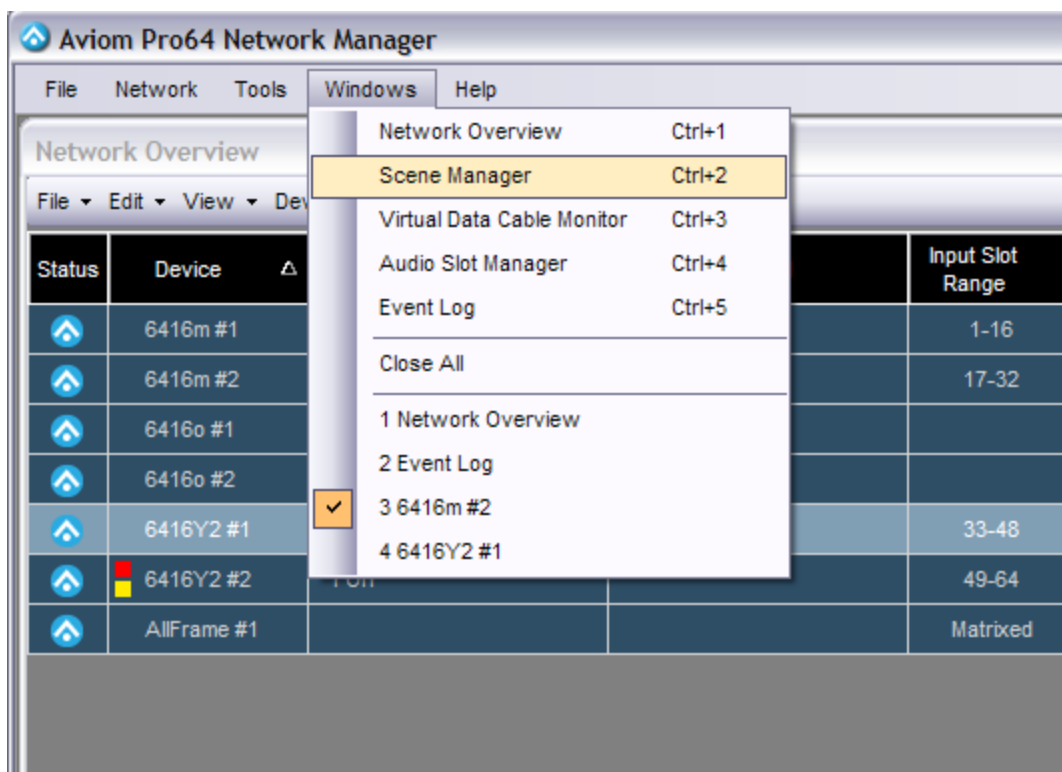 Aviom Pro64 Network Manager
File Network Tools Windows Help
Network Overview
File Edit View
Network Overview Ctrl+1
Scene Manager Ctrl+2
Virtual Data Cable Monitor Ctrl+3
Audio Slot Manager Ctrl+4
Event Log Ctrl+5
Close All
1 Network Overview
2 Event Log
3 6416m #2
4 6416Y2 #1
Status Device Input Slot
Range
6416m #1 1-16
6416m #2 17-32
6416o #1
6416o #2
6416Y2 #1 33-48
6416Y2 #2 49-64
AllFrame #1 Matrixed